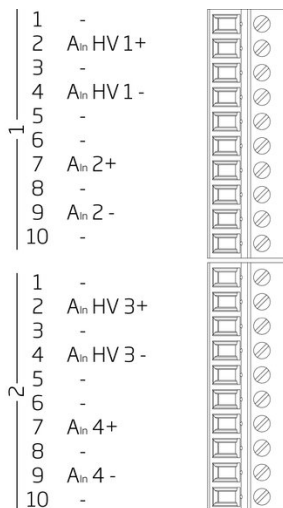 1
1 -
2 AIn HV 1+
3 -
4 AIn HV 1 -
5 -
6 -
7 AIn 2+
8 -
9 AIn 2 -
10 -
2
1 -
2 AIn HV 3+
3 -
4 AIn HV 3 -
5 -
6 -
7 AIn 4+
8 -
9 AIn 4 -
10 -